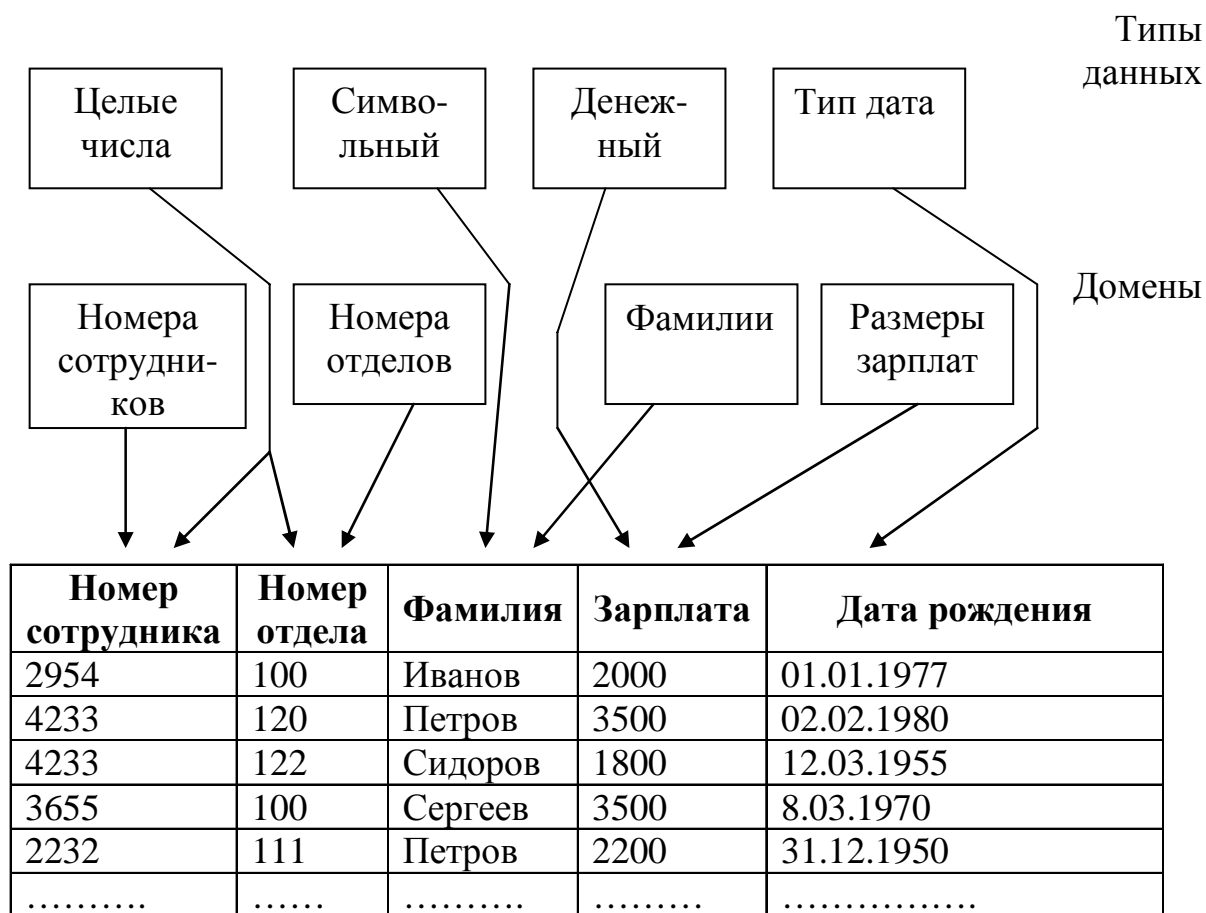 Типы
данных
Целые
числа
Симво-
льный
Денеж-
ный
Тип дата
Домены
Номера
сотрудни-
ков
Номера
отделов
Фамилии
Размеры
зарплат
Номер
сотрудника
Номер
отдела
Фамилия
Зарплата
Дата рождения
2954 100 Иванов 2000 01.01.1977
4233 120 Петров 3500 02.02.1980
4233 122 Сидоров 1800 12.03.1955
3655 100 Сергеев 3500 8.03.1970
2232 111 Петров 2200 31.12.1950
………. …… ………. ……… …………….